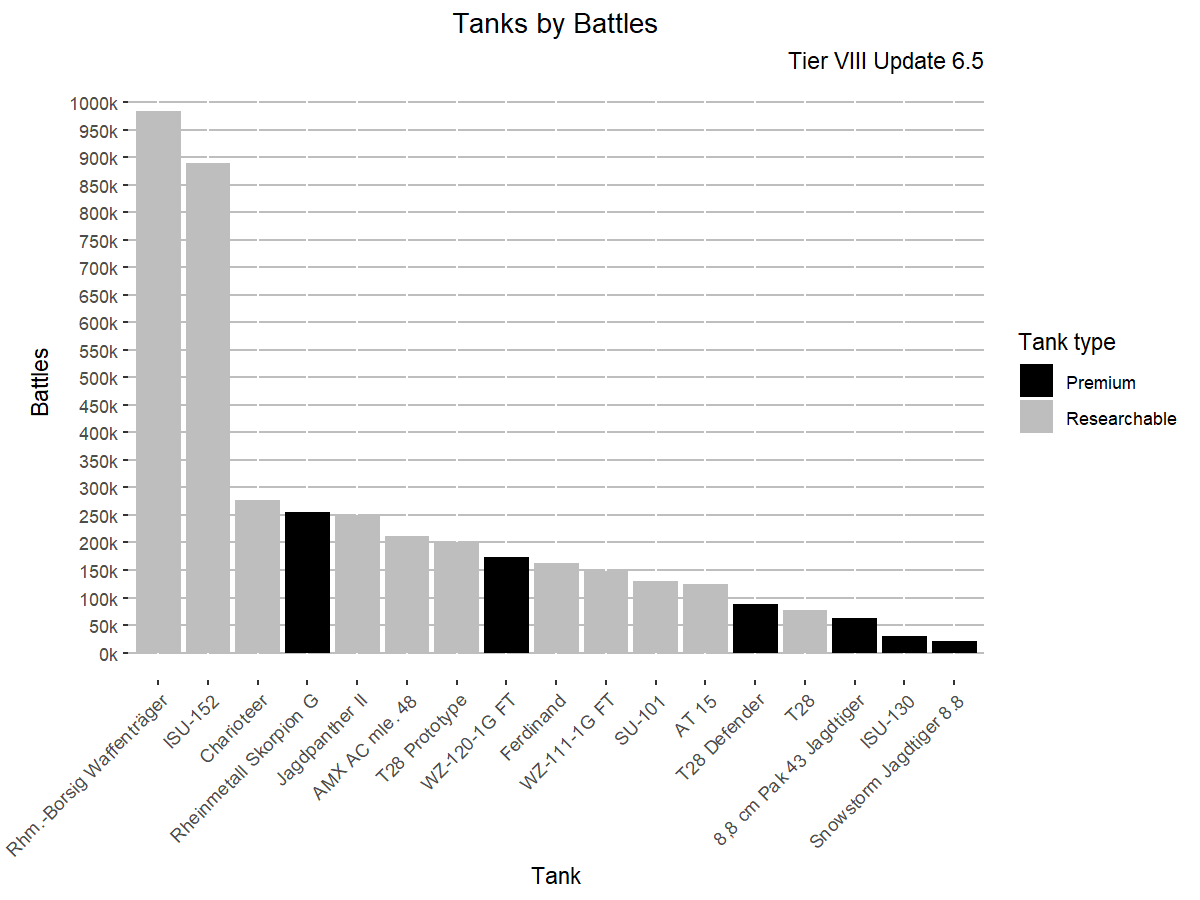 Tanks by Battles
Tier VIII Update 6.5
1000k
950k
900k
850k
800k
750k
700k
650k
600k
550k
500k
450k
400k
350k
300k
250k
200k
150k
100k
50k
0k
Battles
Rhm.-Borsig Waffenträger
ISU-152
Charioteer
Rheinmetall Skorpion G
Jagdpanther II
AMX AC mle. 48
T28 Prototype
WZ-120-1G FT
Ferdinand
WZ-111-1G FT
SU-101
AT 15
T28 Defender
T28
8,8 cm Pak 43 Jagdtiger
ISU-130
Snowstorm Jagdtiger 8.8
Tank
Tank type
Premium
Researchable